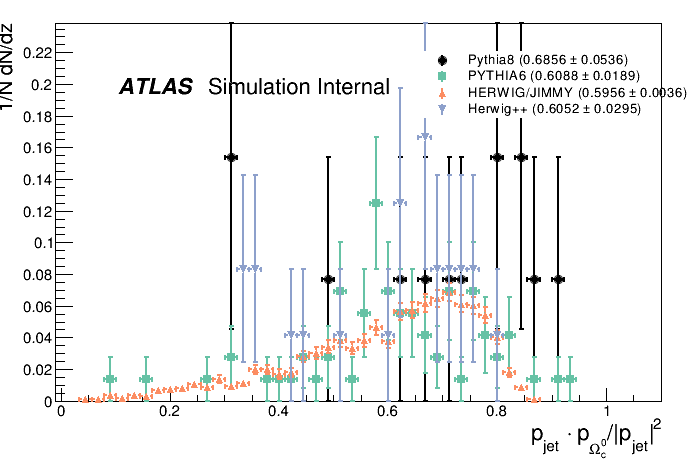 1/N dN/dz
ATLAS Simulation Internal
Pythia8 (0.6856 ± 0.0536)
PYTHIA6 (0.6088 ± 0.0189)
HERWIG/JIMMY (0.5956 ± 0.0036)
Herwig++ (0.6052 ± 0.0295)
0.22
0.2
0.18
0.16
0.14
0.12
0.1
0.08
0.06
0.04
0.02
0
0 0.2 0.4 0.6 0.8 1
p_jet · p_Ω_c^0/|p_jet|^2